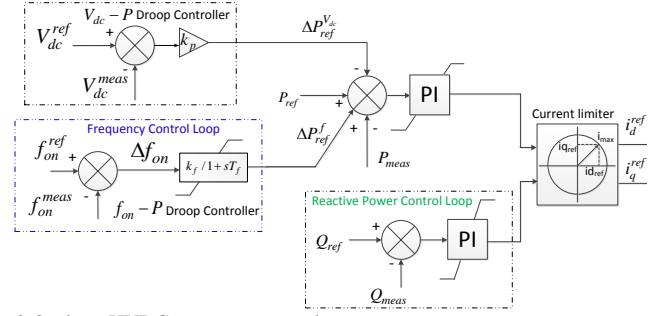 V_dc − P Droop Controller
V_dc^ref
+
-
k_p
V_dc^meas
ΔP_ref^{V_dc}
-
P_ref
+
+
-
ΔP_ref^f
P_meas
PI
Frequency Control Loop
f_on^ref
+
Δf_on
k_f / 1 + sT_f
f_on^meas
-
f_on − P Droop Controller
Current limiter
iq_ref
i_max
id_ref
i_d^ref
i_q^ref
Reactive Power Control Loop
Q_ref
+
-
PI
Q_meas